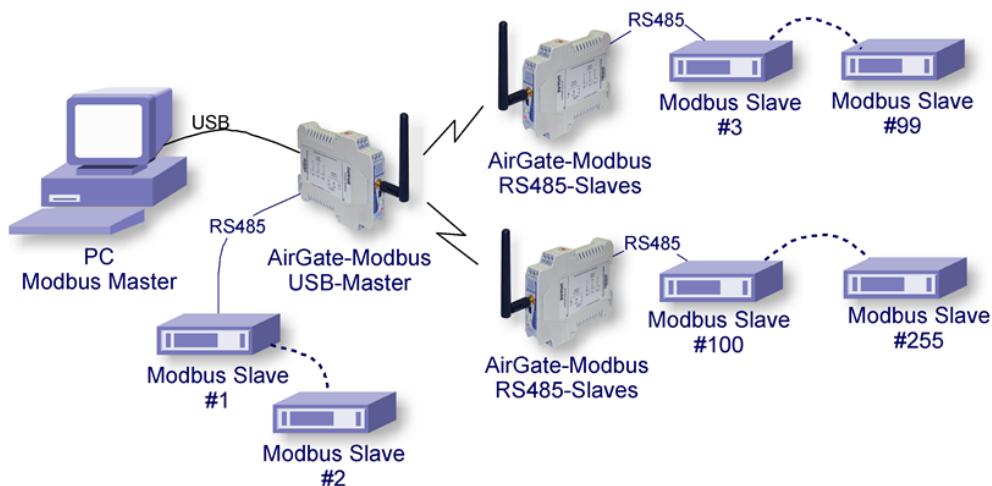 USB
PC
Modbus Master
RS485
AirGate-Modbus
USB-Master
Modbus Slave
#1
Modbus Slave
#2
RS485
AirGate-Modbus
RS485-Slaves
Modbus Slave
#3
Modbus Slave
#99
RS485
AirGate-Modbus
RS485-Slaves
Modbus Slave
#100
Modbus Slave
#255